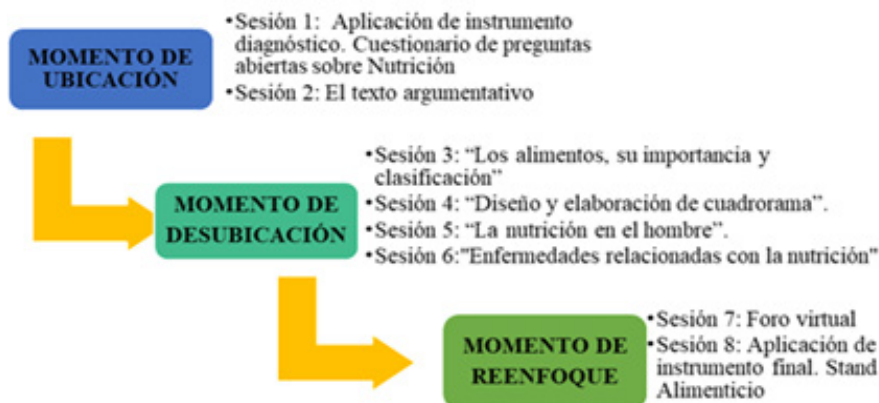 MOMENTO DE
UBICACIÓN
•Sesión 1: Aplicación de instrumento
diagnóstico. Cuestionario de preguntas
abiertas sobre Nutrición
•Sesión 2: El texto argumentativo
MOMENTO DE
DESUBICACIÓN
•Sesión 3: “Los alimentos, su importancia y
clasificación”
•Sesión 4: “Diseño y elaboración de cuadrorama”.
•Sesión 5: “La nutrición en el hombre”.
•Sesión 6:"Enfermedades relacionadas con la nutrición"
MOMENTO DE
REENFOQUE
•Sesión 7: Foro virtual
•Sesión 8: Aplicación de
instrumento final. Stand
Alimenticio